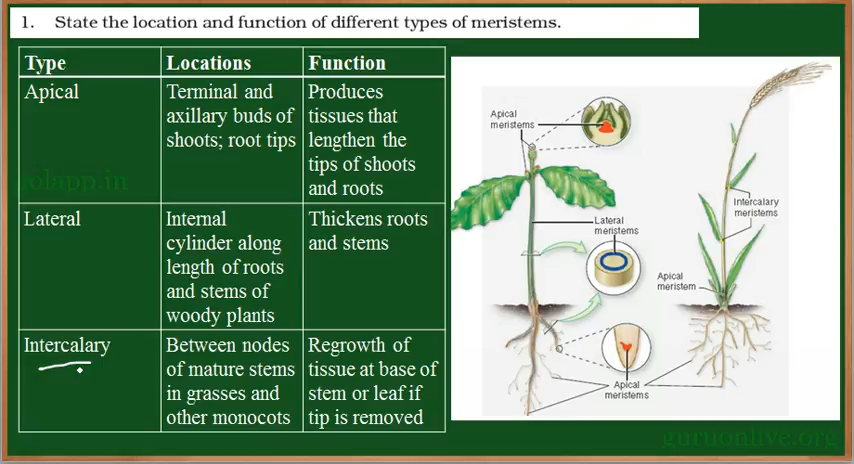 1. State the location and function of different types of meristems.
Type Locations Function
Apical
Terminal and
axillary buds of
shoots; root tips
Produces
tissues that
lengthen the
tips of shoots
and roots
Lateral
Internal
cylinder along
length of roots
and stems of
woody plants
Thickens roots
and stems
Intercalary
Between nodes
of mature stems
in grasses and
other monocots
Regrowth of
tissue at base of
stem or leaf if
tip is removed
Apical
meristems
Lateral
meristems
Intercalary
meristems
Apical
meristem
Apical
meristems
guruonlive.org